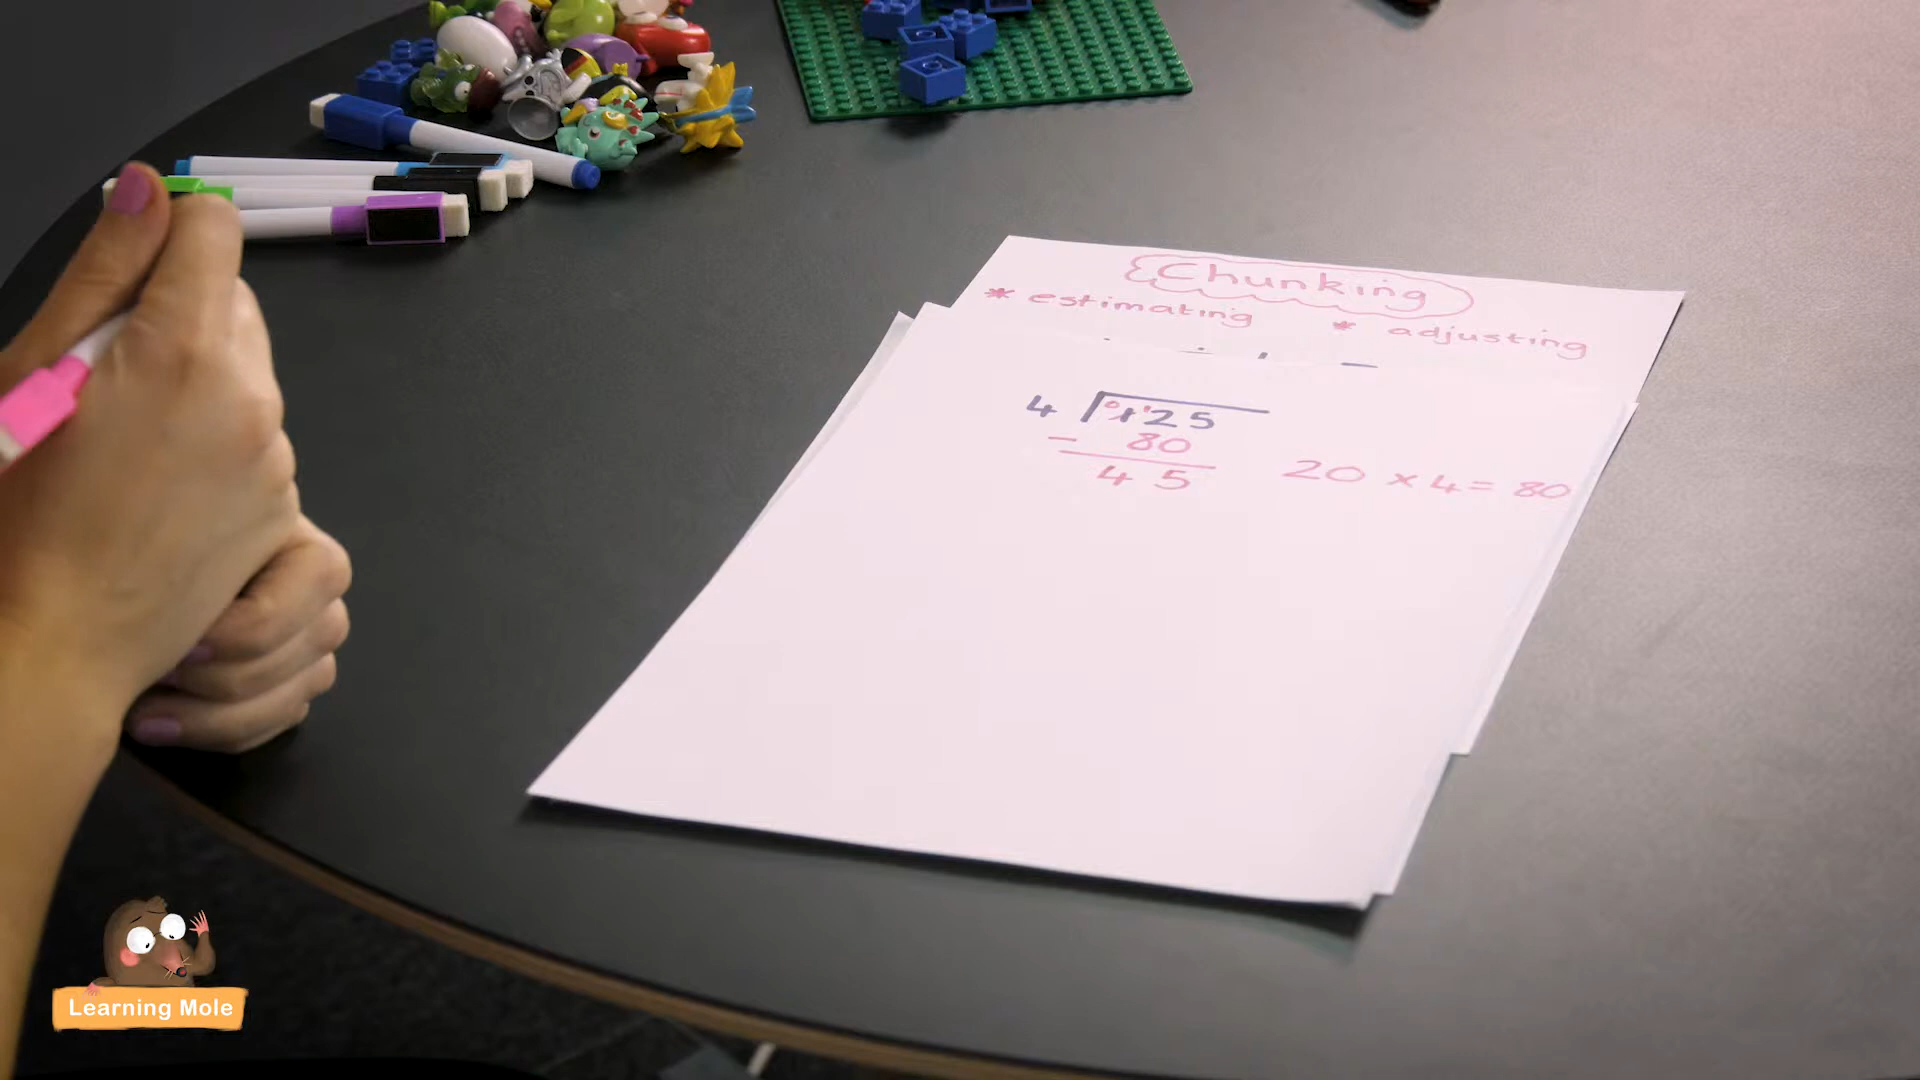 Chunking
* estimating * adjusting
4 125
- 80
45 20 x 4 = 80
Learning Mole